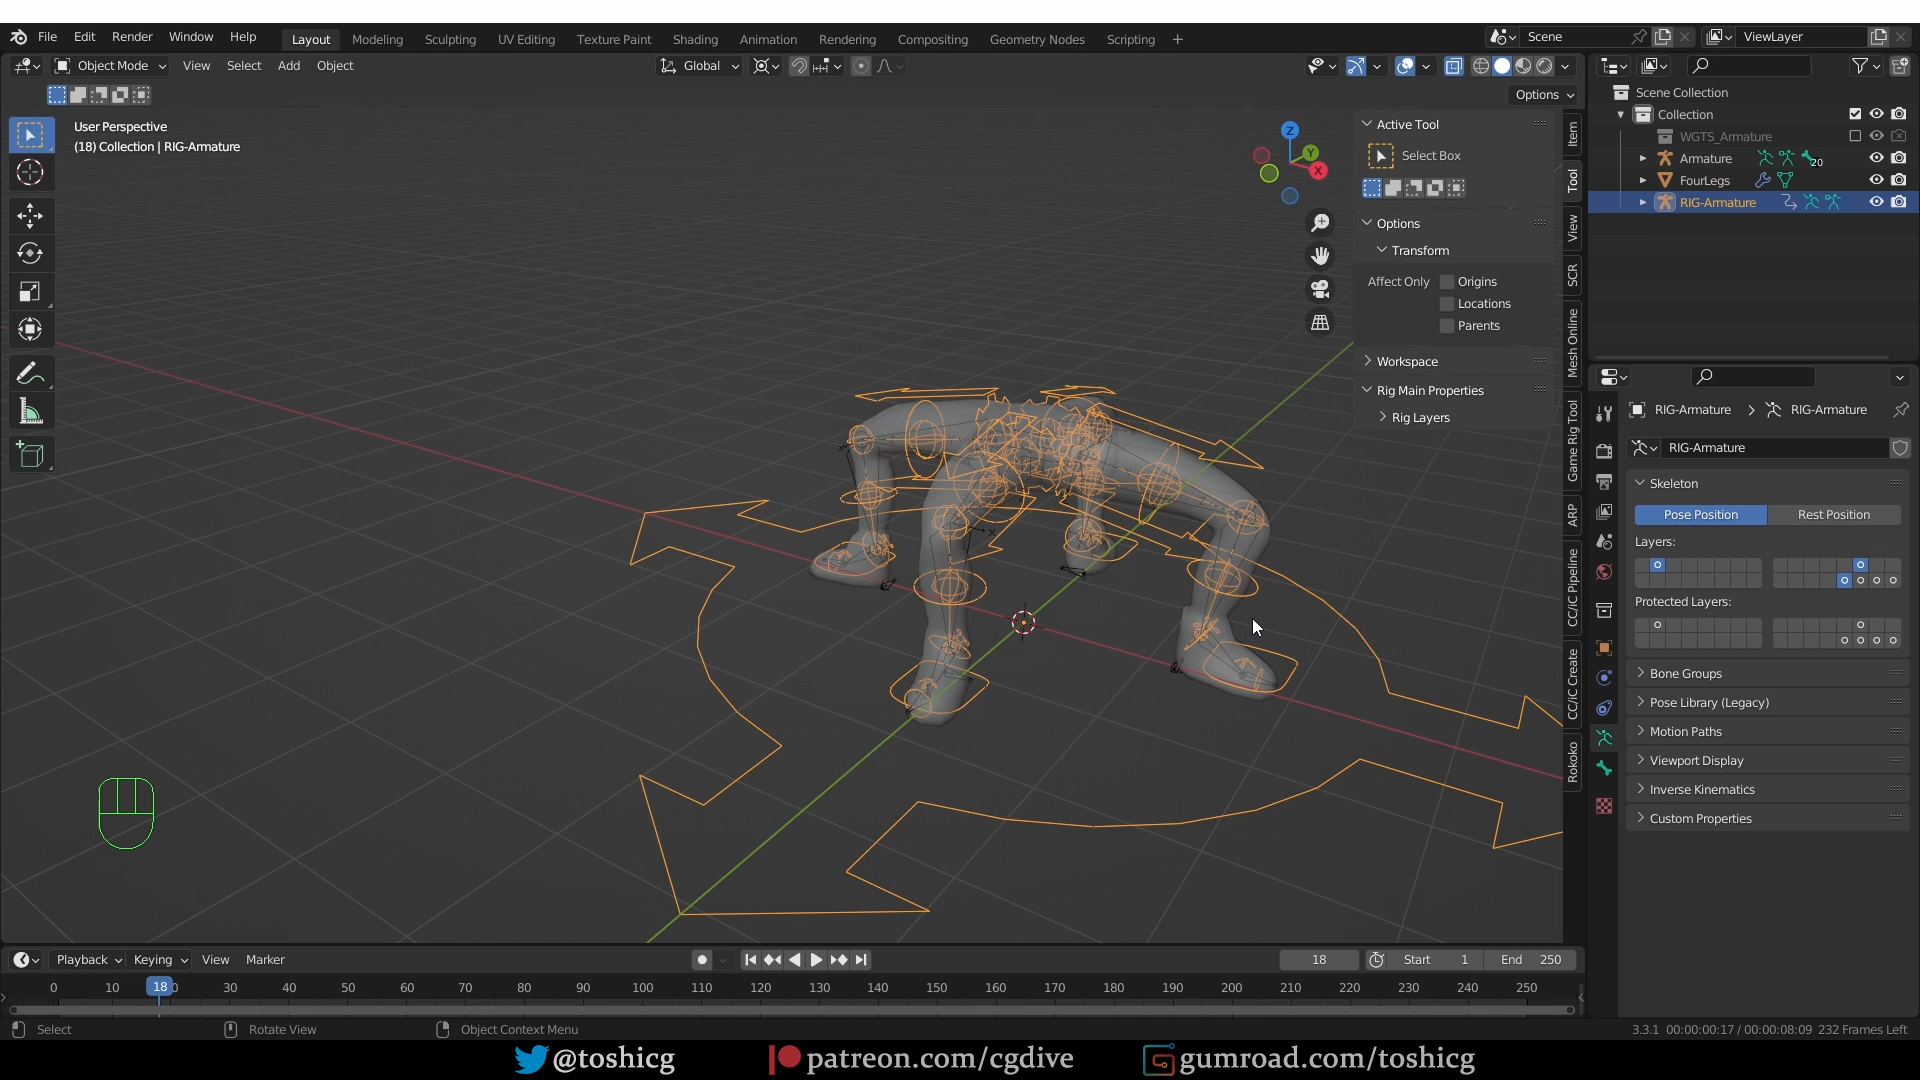 File Edit Render Window Help Layout Modeling Sculpting UV Editing Texture Paint Shading Animation Rendering Compositing Geometry Nodes Scripting + Scene ViewLayer
Object Mode View Select Add Object Global
Options
User Perspective
(18) Collection | RIG-Armature
Z
Y
X
Active Tool
Select Box
Options
Transform
Affect Only Origins
Locations
Parents
Workspace
Rig Main Properties
Rig Layers
Item
Tool
View
SCR
Mesh Online
Game Rig Tool
ARP
CC/iC Pipeline
CC/iC Create
Rokoko
Scene Collection
Collection
WGTS_Armature
Armature 20
FourLegs
RIG-Armature
RIG-Armature > RIG-Armature
RIG-Armature
Skeleton
Pose Position Rest Position
Layers:
Protected Layers:
Bone Groups
Pose Library (Legacy)
Motion Paths
Viewport Display
Inverse Kinematics
Custom Properties
Playback Keying View Marker 18 Start 1 End 250
0 10 18 30 40 50 60 70 80 90 100 110 120 130 140 150 160 170 180 190 200 210 220 230 240 250
Select Rotate View Object Context Menu 3.3.1 00:00:00:17 / 00:00:08:09 232 Frames Left
@toshicg patreon.com/cgdive gumroad.com/toshicg